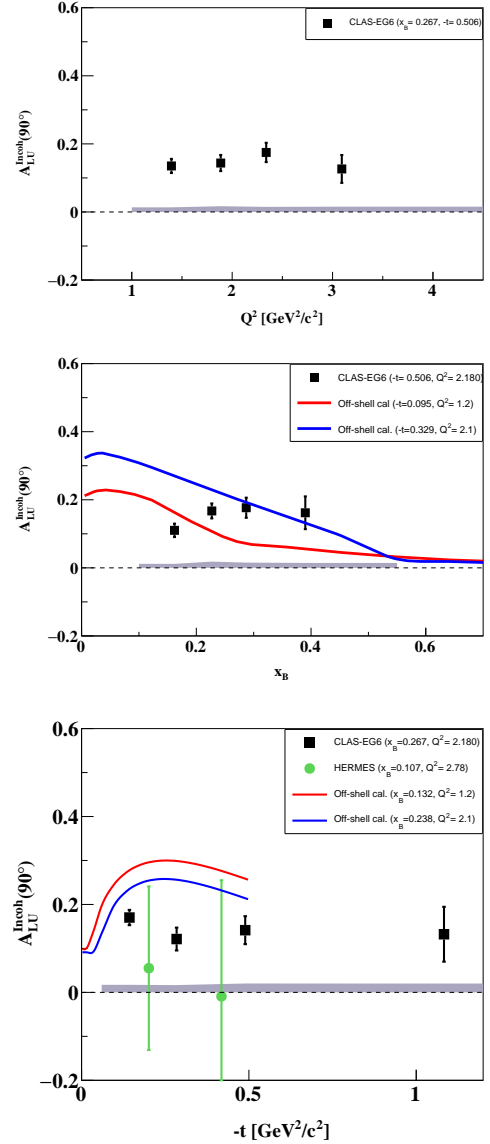 CLAS-EG6 (x_B= 0.267, -t= 0.506)
0.6
0.4
0.2
0
−0.2
A_LU^Incoh(90°)
1 2 3 4
Q² [GeV²/c²]
CLAS-EG6 (-t= 0.506, Q²= 2.180)
Off-shell cal (-t=0.095, Q²= 1.2)
Off-shell cal. (-t=0.329, Q²= 2.1)
0.6
0.4
0.2
0
−0.2
A_LU^Incoh(90°)
0 0.2 0.4 0.6
x_B
CLAS-EG6 (x_B=0.267, Q²= 2.180)
HERMES (x_B=0.107, Q²= 2.78)
Off-shell cal. (x_B=0.132, Q²= 1.2)
Off-shell cal. (x_B=0.238, Q²= 2.1)
0.6
0.4
0.2
0
−0.2
A_LU^Incoh(90°)
0 0.5 1
-t [GeV²/c²]